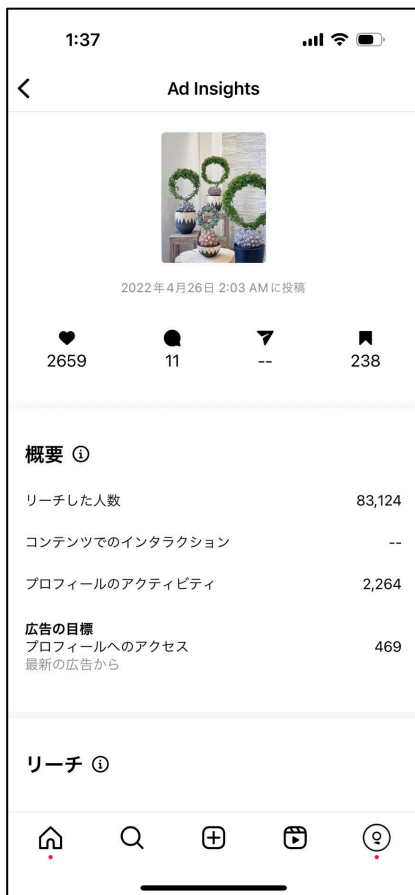 1:37
Ad Insights
2022年4月26日 2:03 AMに投稿
2659 11 -- 238
概要
リーチした人数 83,124
コンテンツでのインタラクション --
プロフィールのアクティビティ 2,264
広告の目標
プロフィールへのアクセス 469
最新の広告から
リーチ